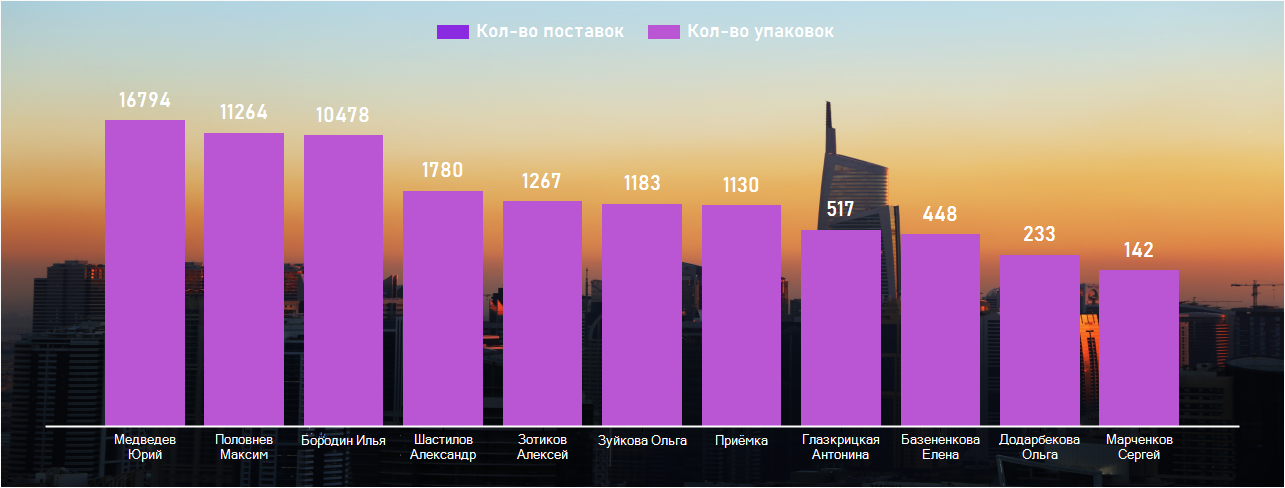 Кол-во поставок Кол-во упаковок
16794
11264
10478
1780
1267
1183
1130
517
448
233
142
Медведев
Юрий
Половнев
Максим
Бородин Илья
Шастилов
Александр
Зотиков
Алексей
Зуйкова Ольга
Приёмка
Глазкрицкая
Антонина
Базененкова
Елена
Додарбекова
Ольга
Марченков
Сергей